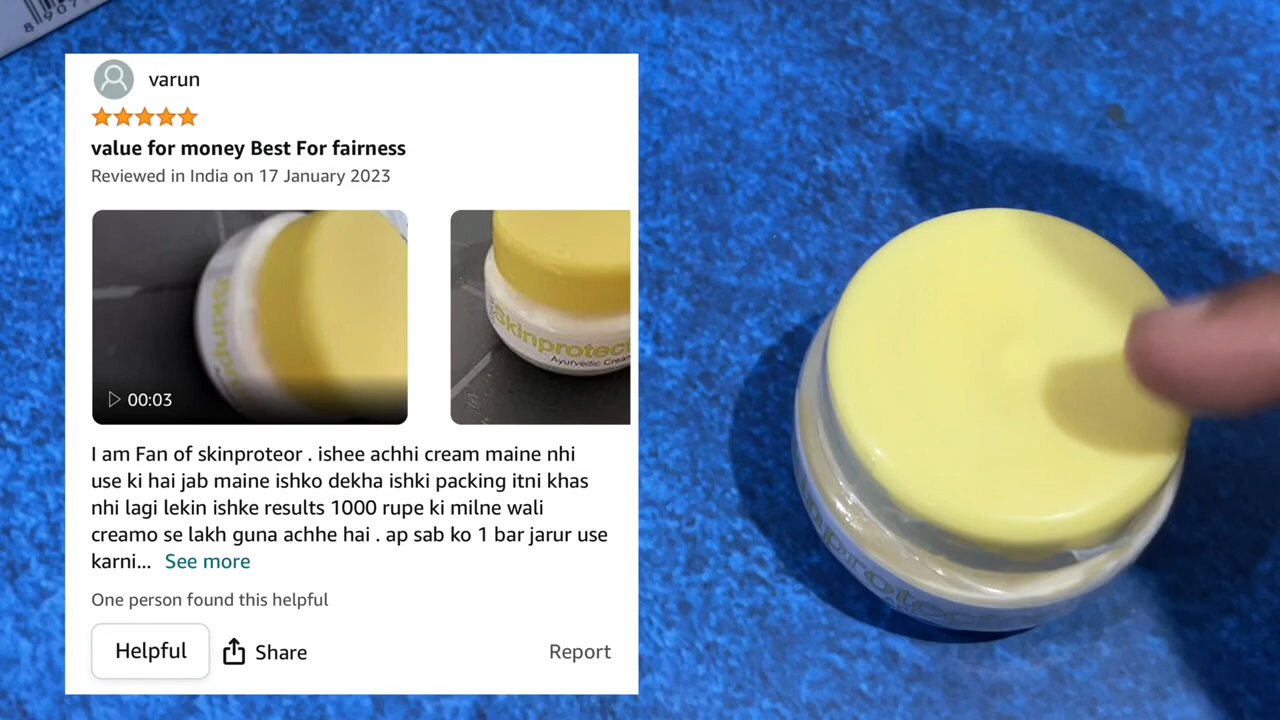 varun
value for money Best For fairness
Reviewed in India on 17 January 2023
Skinprotec
Ayurvedic Crea
00:03
I am Fan of skinproteor . ishee achhi cream maine nhi
use ki hai jab maine ishko dekha ishki packing itni khas
nhi lagi lekin ishke results 1000 rupe ki milne wali
creamo se lakh guna achhe hai . ap sab ko 1 bar jarur use
karni... See more
One person found this helpful
Helpful
Share
Report